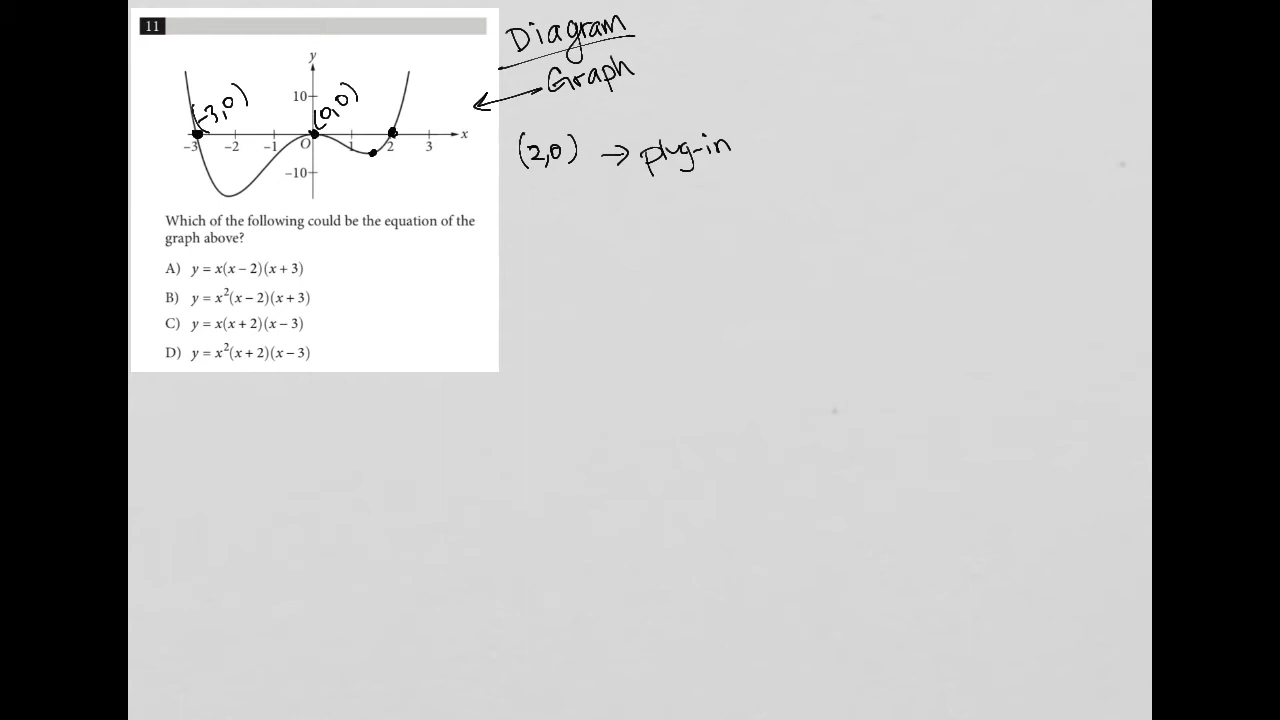 11
y
10
(-3,0)
(0,0)
x
-3 -2 -1 O 1 2 3
-10
Which of the following could be the equation of the
graph above?
A) y = x(x − 2)(x + 3)
B) y = x²(x − 2)(x + 3)
C) y = x(x + 2)(x − 3)
D) y = x²(x + 2)(x − 3)
Diagram
Graph
(2,0) → plug-in